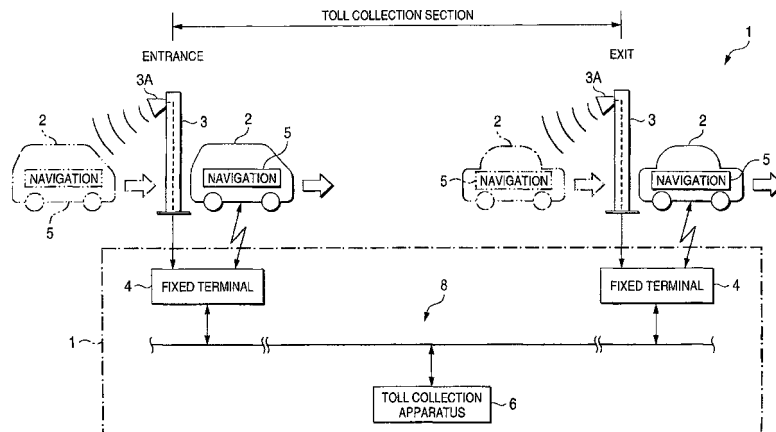 TOLL COLLECTION SECTION
ENTRANCE
EXIT
1
3A
3A
2
3
2
5
2
3
2
5
NAVIGATION
NAVIGATION
5
NAVIGATION
NAVIGATION
5
4
FIXED TERMINAL
8
FIXED TERMINAL
4
1
TOLL COLLECTION
APPARATUS
6